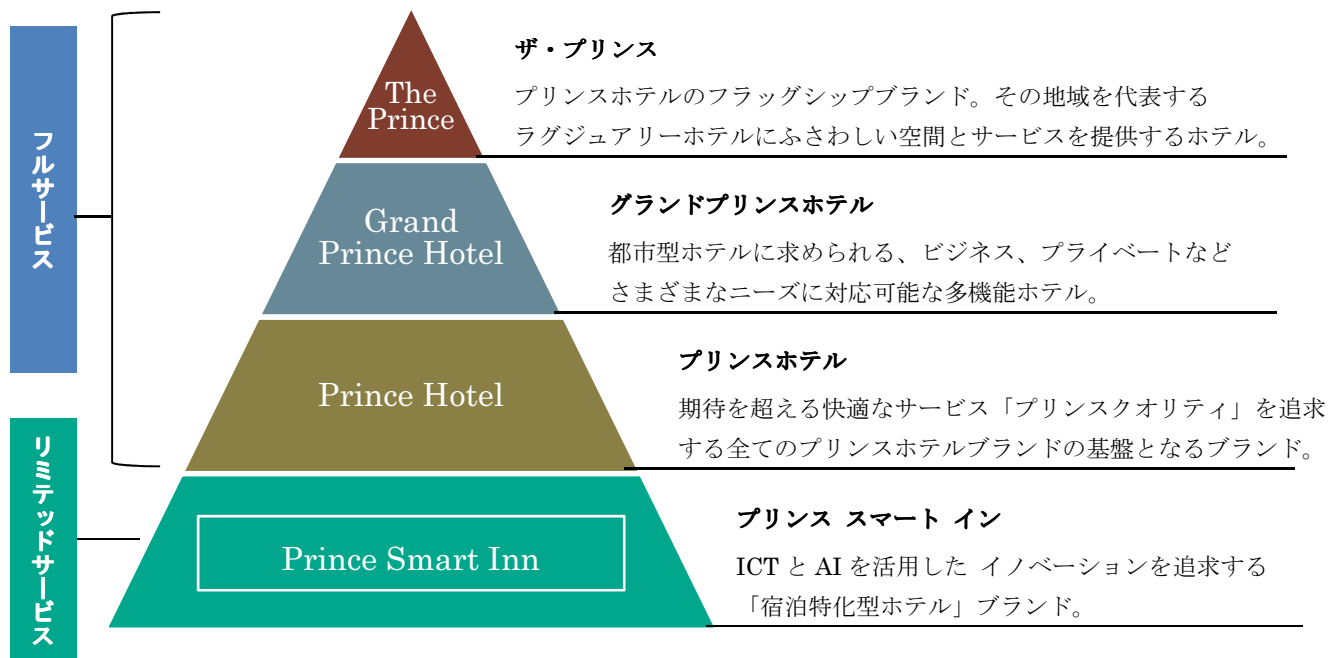 フルサービス
The
Prince
ザ・プリンス
プリンスホテルのフラッグシップブランド。その地域を代表する
ラグジュアリーホテルにふさわしい空間とサービスを提供するホテル。
Grand
Prince Hotel
グランドプリンスホテル
都市型ホテルに求められる、ビジネス、プライベートなど
さまざまなニーズに対応可能な多機能ホテル。
Prince Hotel
プリンスホテル
期待を超える快適なサービス「プリンスクオリティ」を追求
する全てのプリンスホテルブランドの基盤となるブランド。
リミテッドサービス
Prince Smart Inn
プリンス スマート イン
ICT と AI を活用した イノベーションを追求する
「宿泊特化型ホテル」ブランド。